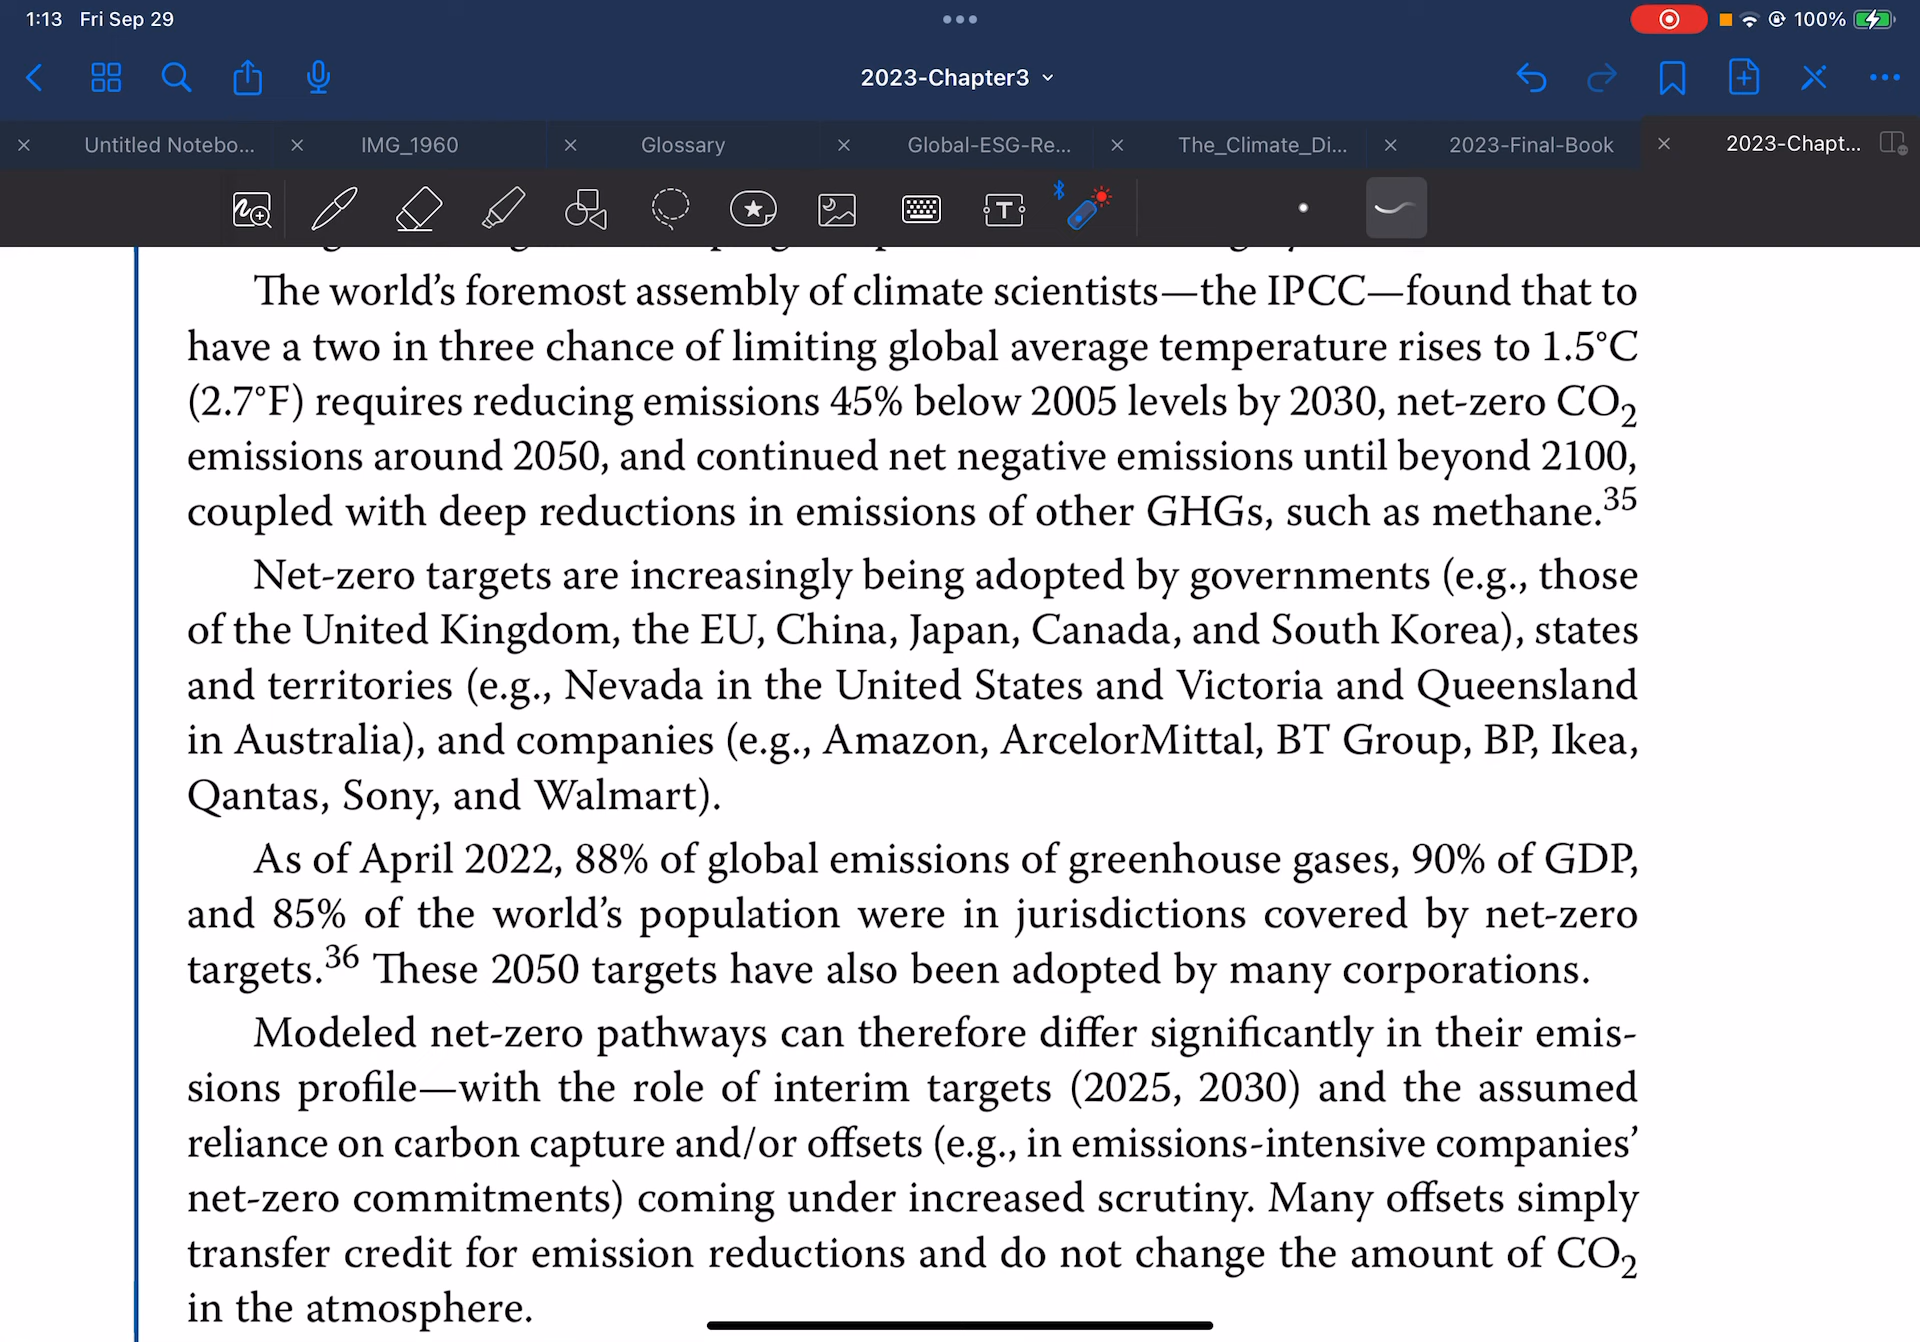 1:13 Fri Sep 29
100%
2023-Chapter3
Untitled Notebo...
IMG_1960
Glossary
Global-ESG-Re...
The_Climate_Di...
2023-Final-Book
2023-Chapt...
T
The world’s foremost assembly of climate scientists—the IPCC—found that to
have a two in three chance of limiting global average temperature rises to 1.5°C
(2.7°F) requires reducing emissions 45% below 2005 levels by 2030, net-zero CO₂
emissions around 2050, and continued net negative emissions until beyond 2100,
coupled with deep reductions in emissions of other GHGs, such as methane.³⁵
Net-zero targets are increasingly being adopted by governments (e.g., those
of the United Kingdom, the EU, China, Japan, Canada, and South Korea), states
and territories (e.g., Nevada in the United States and Victoria and Queensland
in Australia), and companies (e.g., Amazon, ArcelorMittal, BT Group, BP, Ikea,
Qantas, Sony, and Walmart).
As of April 2022, 88% of global emissions of greenhouse gases, 90% of GDP,
and 85% of the world’s population were in jurisdictions covered by net-zero
targets.³⁶ These 2050 targets have also been adopted by many corporations.
Modeled net-zero pathways can therefore differ significantly in their emis-
sions profile—with the role of interim targets (2025, 2030) and the assumed
reliance on carbon capture and/or offsets (e.g., in emissions-intensive companies’
net-zero commitments) coming under increased scrutiny. Many offsets simply
transfer credit for emission reductions and do not change the amount of CO₂
in the atmosphere.